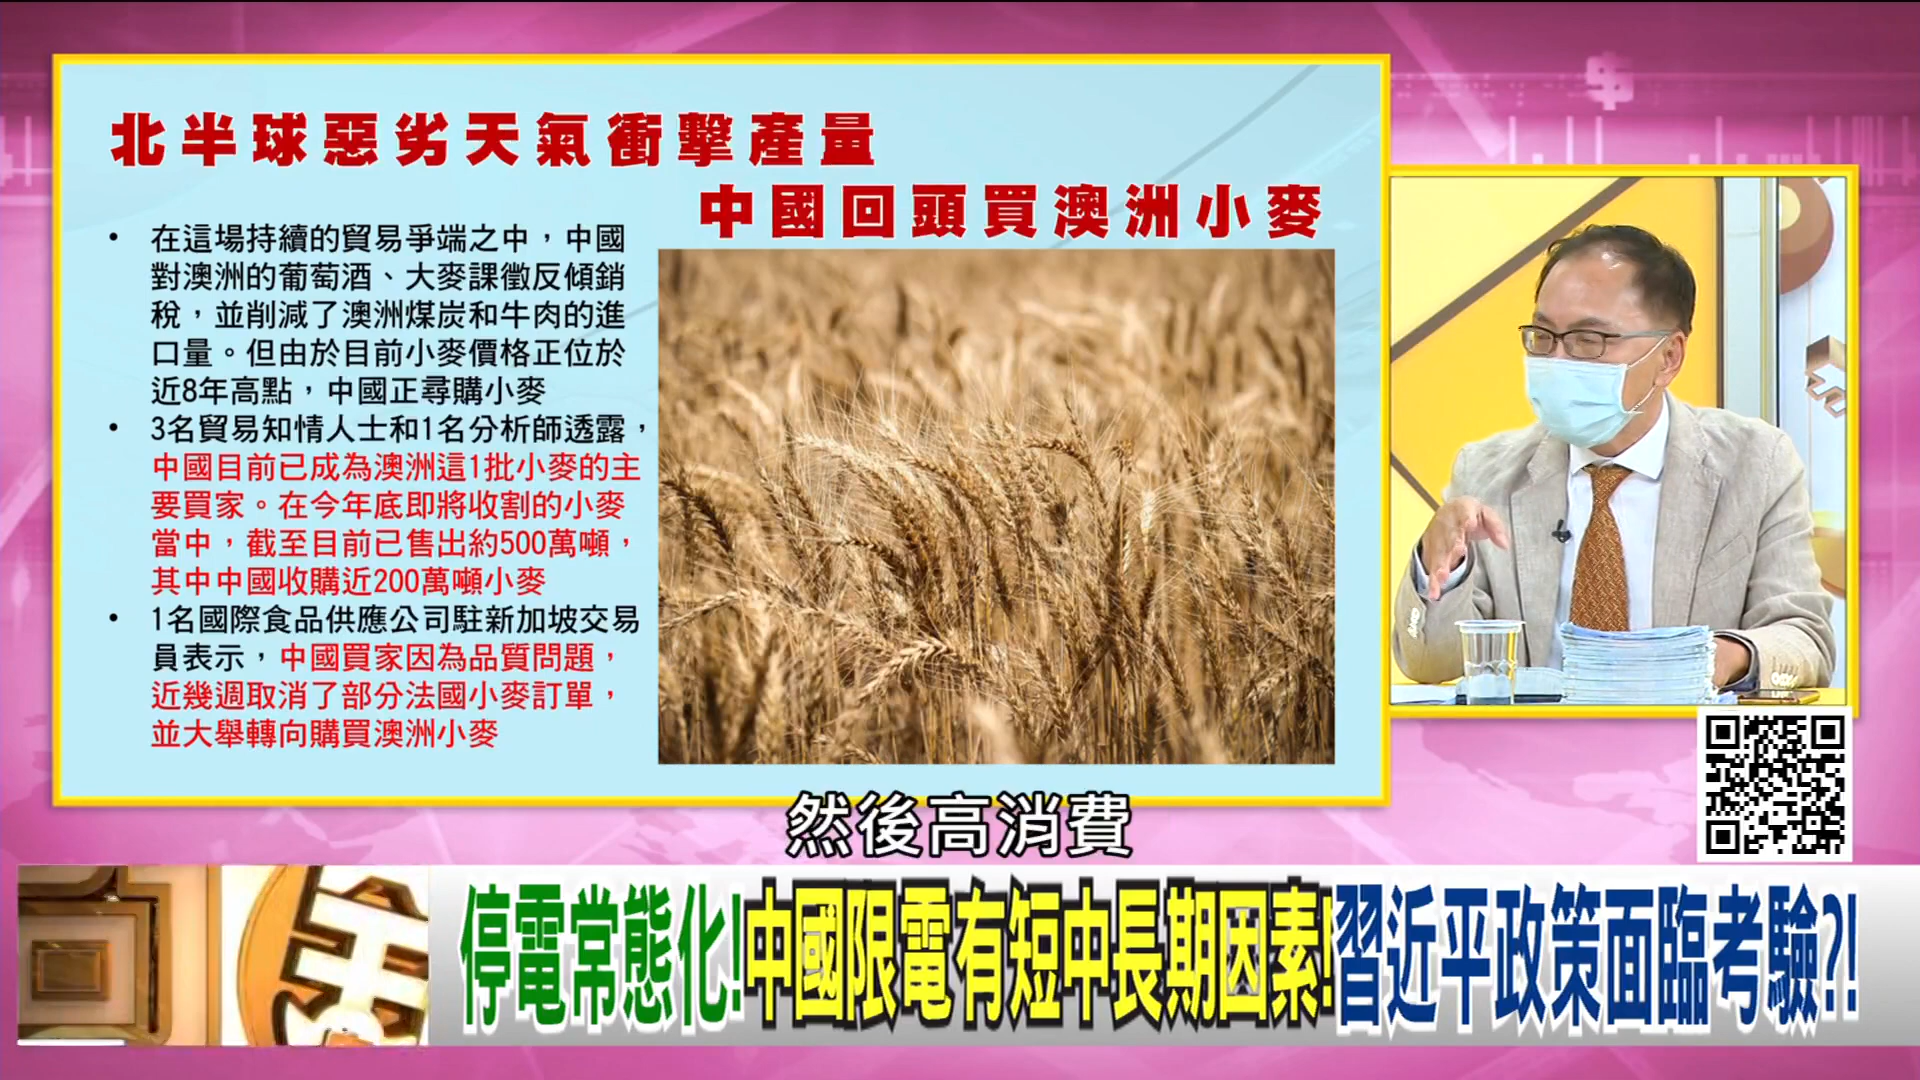 北半球惡劣天氣衝擊產量
中國回頭買澳洲小麥
• 在這場持續的貿易爭端之中，中國
對澳洲的葡萄酒、大麥課徵反傾銷
稅，並削減了澳洲煤炭和牛肉的進
口量。但由於目前小麥價格正位於
近8年高點，中國正尋購小麥
• 3名貿易知情人士和1名分析師透露，
中國目前已成為澳洲這1批小麥的主
要買家。在今年底即將收割的小麥
當中，截至目前已售出約500萬噸，
其中中國收購近200萬噸小麥
• 1名國際食品供應公司駐新加坡交易
員表示，中國買家因為品質問題，
近幾週取消了部分法國小麥訂單，
並大舉轉向購買澳洲小麥
然後高消費
停電常態化!中國限電有短中長期因素!習近平政策面臨考驗?!